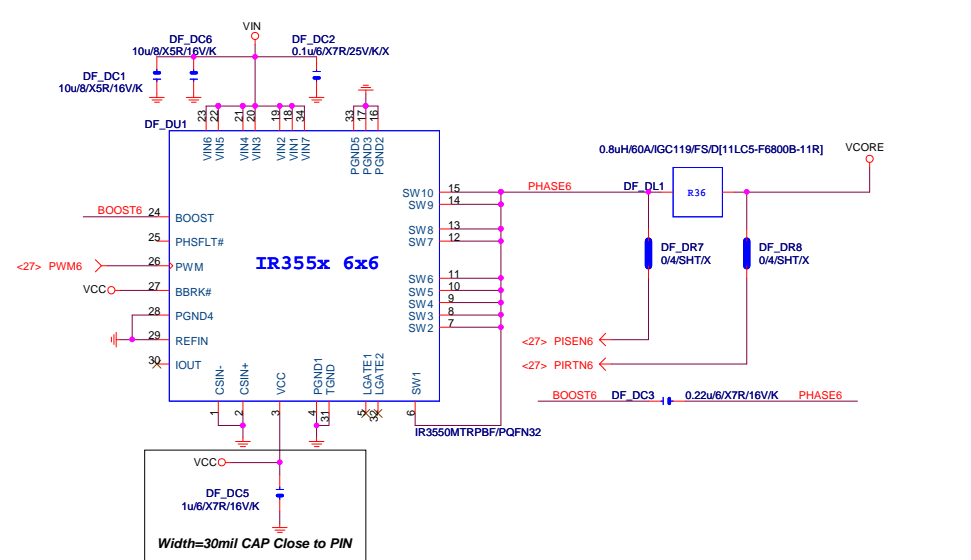 VIN
DF_DC6
10u/8/X5R/16V/K
DF_DC2
0.1u/6/X7R/25V/K/X
DF_DC1
10u/8/X5R/16V/K
DF_DU1
23 22 21 20 19 18 34 33 17 16
VIN6 VIN5 VIN4 VIN3 VIN2 VIN1 VIN7 PGND5 PGND3 PGND2
0.8uH/60A/IGC119/FS/D[11LC5-F6800B-11R]
VCORE
SW10 15 PHASE6 DF_DL1 R36
SW9 14
BOOST6 24 BOOST
SW8 13
25 PHSFLT# SW7 12
DF_DR7
0/4/SHT/X
DF_DR8
0/4/SHT/X
<27> PWM6 26 PWM
IR355x 6x6
SW6 11
VCC 27 BBRK# SW5 10
SW4 9
28 PGND4 SW3 8
SW2 7
29 REFIN
<27> PISEN6
30 IOUT
<27> PIRTN6
CSIN- CSIN+ VCC PGND1 TGND LGATE1 LGATE2 SW1
1 2 3 4 31 5 32 6
BOOST6 DF_DC3 0.22u/6/X7R/16V/K PHASE6
IR3550MTRPBF/PQFN32
VCC
DF_DC5
1u/6/X7R/16V/K
Width=30mil CAP Close to PIN